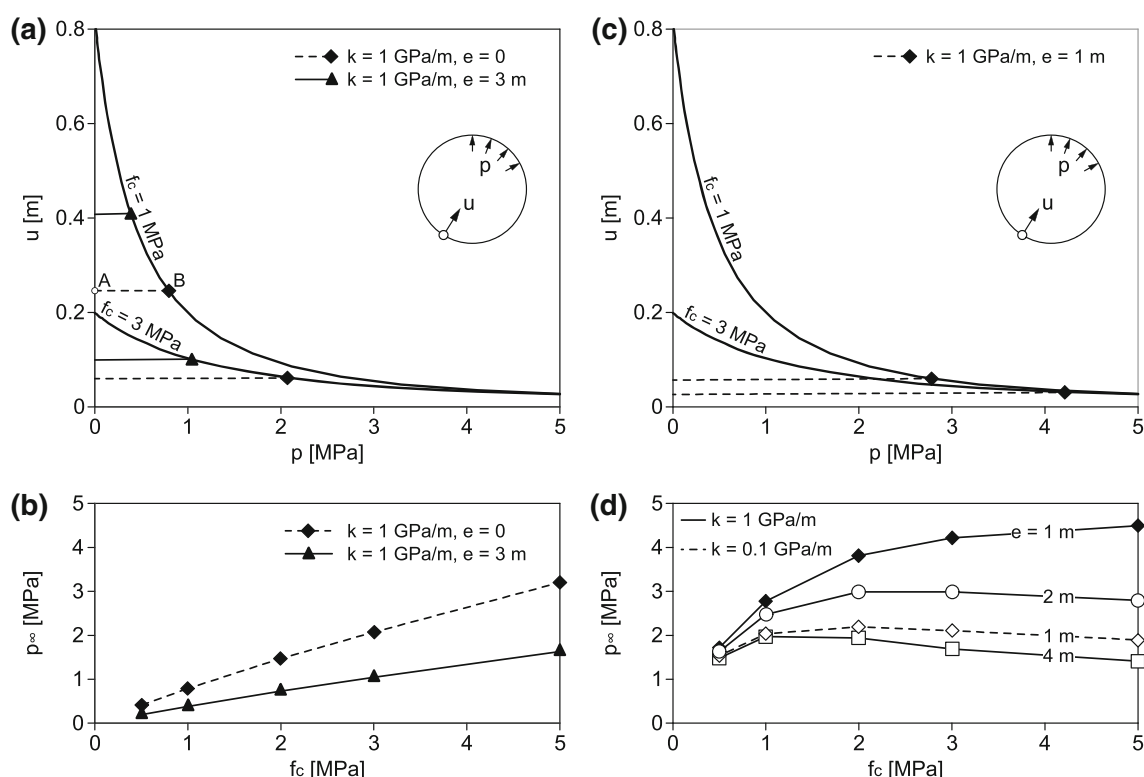 (a)
0.8
0.6
0.4
0.2
0
u [m]
k = 1 GPa/m, e = 0
k = 1 GPa/m, e = 3 m
fc = 1 MPa
p
u
A
B
fc = 3 MPa
0 1 2 3 4 5
p [MPa]
(c)
0.8
0.6
0.4
0.2
0
u [m]
k = 1 GPa/m, e = 1 m
fc = 1 MPa
p
u
fc = 3 MPa
0 1 2 3 4 5
p [MPa]
(b)
5
4
3
2
1
0
p∞ [MPa]
k = 1 GPa/m, e = 0
k = 1 GPa/m, e = 3 m
0 1 2 3 4 5
fc [MPa]
(d)
5
4
3
2
1
0
p∞ [MPa]
k = 1 GPa/m
k = 0.1 GPa/m
e = 1 m
2 m
1 m
4 m
0 1 2 3 4 5
fc [MPa]